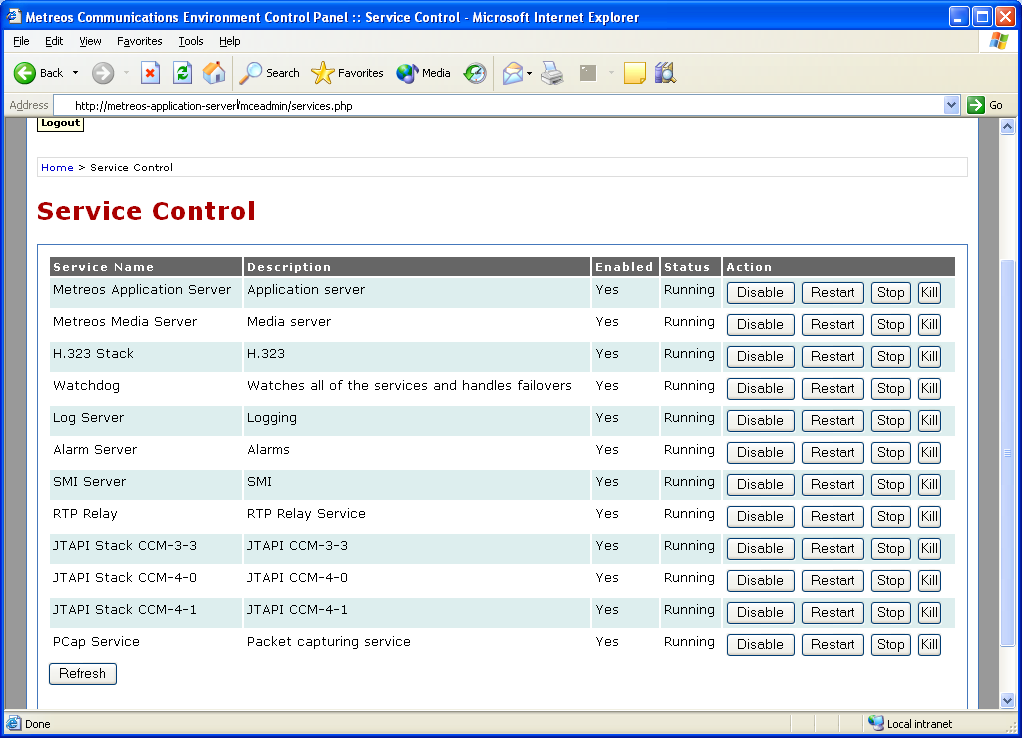 Metreos Communications Environment Control Panel :: Service Control - Microsoft Internet Explorer
File Edit View Favorites Tools Help
Back Search Favorites Media
Address http://metreos-application-server/mceadmin/services.php Go
Logout
Home > Service Control
Service Control
Service Name Description Enabled Status Action
Metreos Application Server Application server Yes Running Disable Restart Stop Kill
Metreos Media Server Media server Yes Running Disable Restart Stop Kill
H.323 Stack H.323 Yes Running Disable Restart Stop Kill
Watchdog Watches all of the services and handles failovers Yes Running Disable Restart Stop Kill
Log Server Logging Yes Running Disable Restart Stop Kill
Alarm Server Alarms Yes Running Disable Restart Stop Kill
SMI Server SMI Yes Running Disable Restart Stop Kill
RTP Relay RTP Relay Service Yes Running Disable Restart Stop Kill
JTAPI Stack CCM-3-3 JTAPI CCM-3-3 Yes Running Disable Restart Stop Kill
JTAPI Stack CCM-4-0 JTAPI CCM-4-0 Yes Running Disable Restart Stop Kill
JTAPI Stack CCM-4-1 JTAPI CCM-4-1 Yes Running Disable Restart Stop Kill
PCap Service Packet capturing service Yes Running Disable Restart Stop Kill
Refresh
Done Local intranet